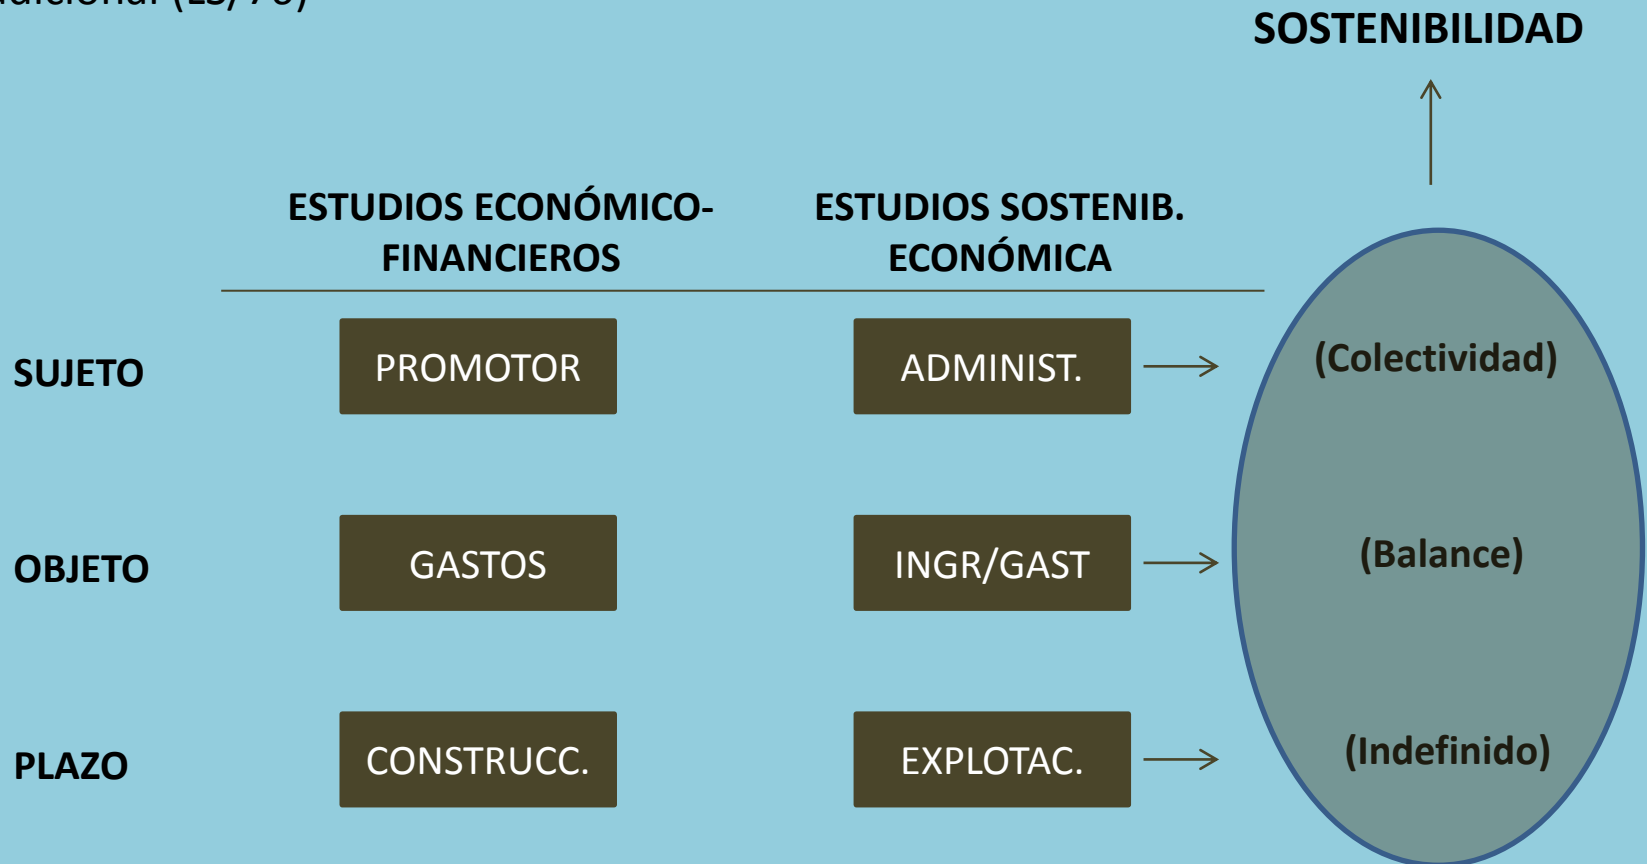 SOSTENIBILIDAD
ESTUDIOS ECONÓMICO-
FINANCIEROS
ESTUDIOS SOSTENIB.
ECONÓMICA
SUJETO
PROMOTOR
ADMINIST.
(Colectividad)
OBJETO
GASTOS
INGR/GAST
(Balance)
PLAZO
CONSTRUCC.
EXPLOTAC.
(Indefinido)